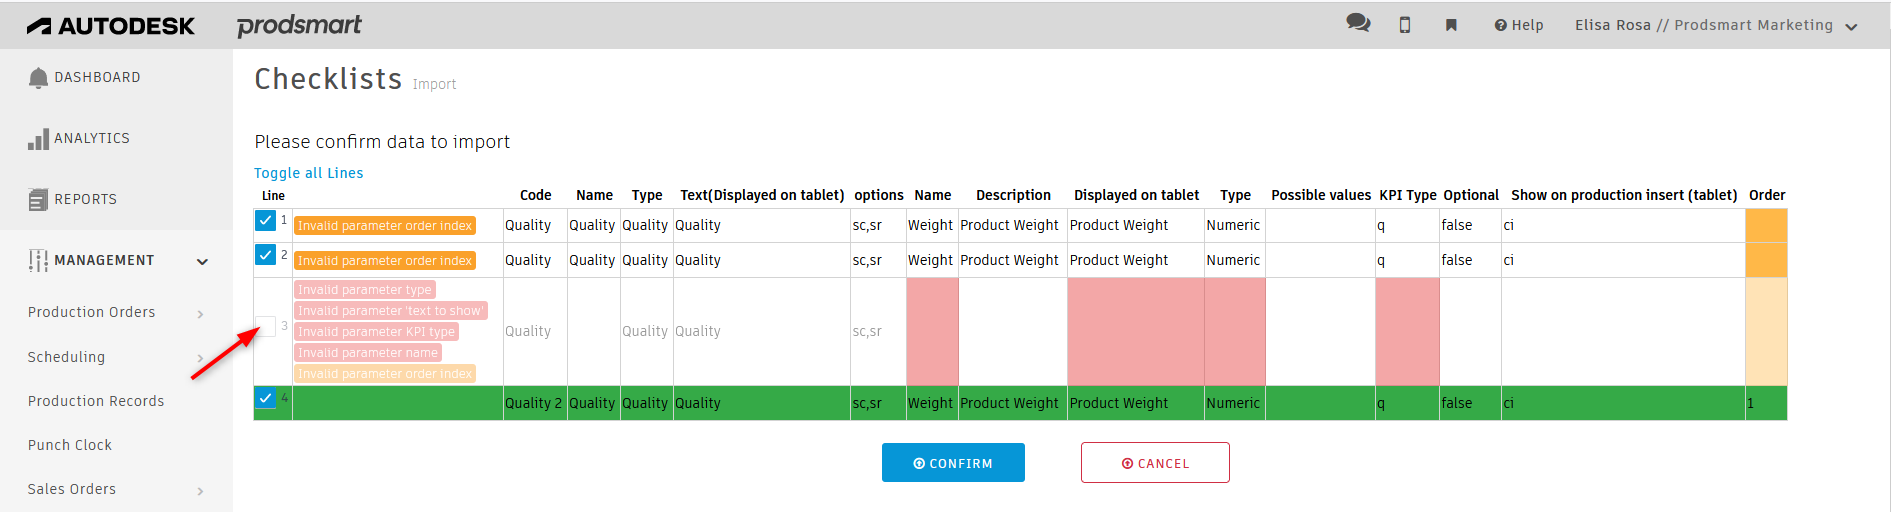 AUTODESK prodsmart Help Elisa Rosa // Prodsmart Marketing
DASHBOARD
ANALYTICS
REPORTS
MANAGEMENT
Production Orders
Scheduling
Production Records
Punch Clock
Sales Orders
Checklists Import
Please confirm data to import
Toggle all Lines
Line Code Name Type Text(Displayed on tablet) options Name Description Displayed on tablet Type Possible values KPI Type Optional Show on production insert (tablet) Order
1 Invalid parameter order index Quality Quality Quality Quality sc,sr Weight Product Weight Product Weight Numeric q false ci
2 Invalid parameter order index Quality Quality Quality Quality sc,sr Weight Product Weight Product Weight Numeric q false ci
Invalid parameter type
Invalid parameter 'text to show'
3 Invalid parameter KPI type Quality Quality Quality sc,sr
Invalid parameter name
Invalid parameter order index
4 Quality 2 Quality Quality Quality sc,sr Weight Product Weight Product Weight Numeric q false ci 1
CONFIRM CANCEL